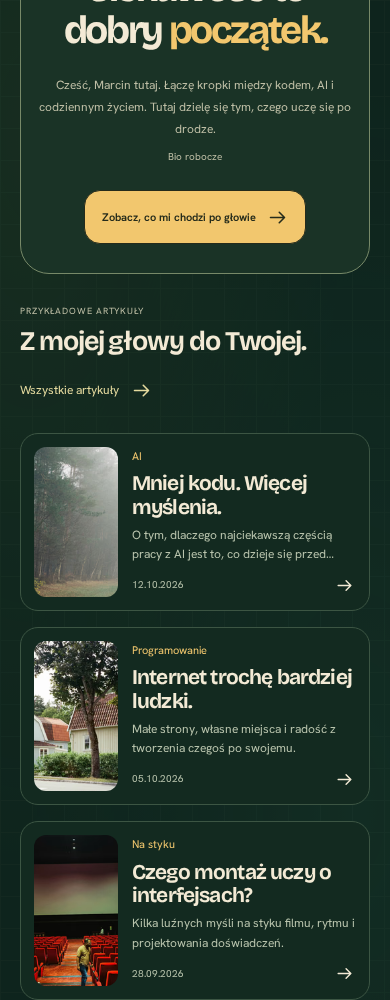 dobry początek.
Cześć, Marcin tutaj. Łączę kropki między kodem, AI i
codziennym życiem. Tutaj dzielę się tym, czego uczę się po
drodze.
Bio robocze
Zobacz, co mi chodzi po głowie
PRZYKŁADOWE ARTYKUŁY
Z mojej głowy do Twojej.
Wszystkie artykuły
AI
Mniej kodu. Więcej
myślenia.
O tym, dlaczego najciekawszą częścią
pracy z AI jest to, co dzieje się przed...
12.10.2026
Programowanie
Internet trochę bardziej
ludzki.
Małe strony, własne miejsca i radość z
tworzenia czegoś po swojemu.
05.10.2026
Na styku
Czego montaż uczy o
interfejsach?
Kilka luźnych myśli na styku filmu, rytmu i
projektowania doświadczeń.
28.09.2026